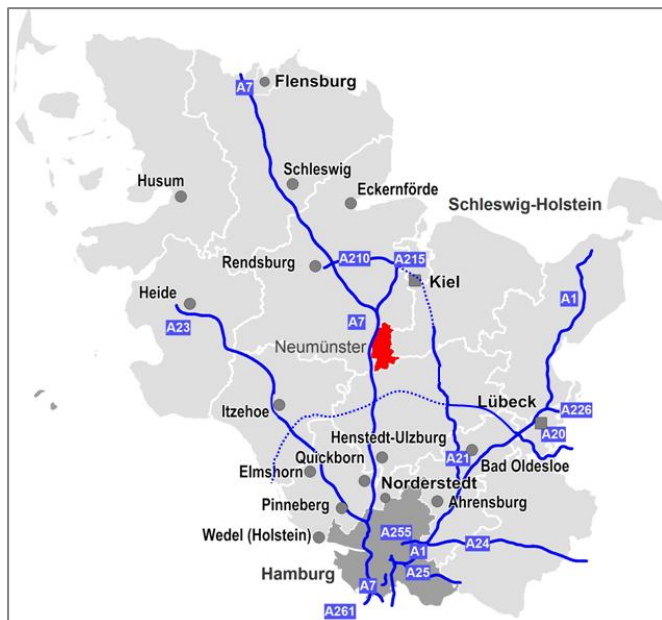 A7
Flensburg
Schleswig
Husum
Eckernförde
Schleswig-Holstein
A210
A215
Rendsburg
Kiel
A1
Heide
A23
A7
Neumünster
Lübeck
Itzehoe
A226
A20
Henstedt-Ulzburg
Quickborn
A21
Bad Oldesloe
Elmshorn
Norderstedt
Pinneberg
Ahrensburg
Wedel (Holstein)
A255
A24
A1
Hamburg
A25
A7
A261